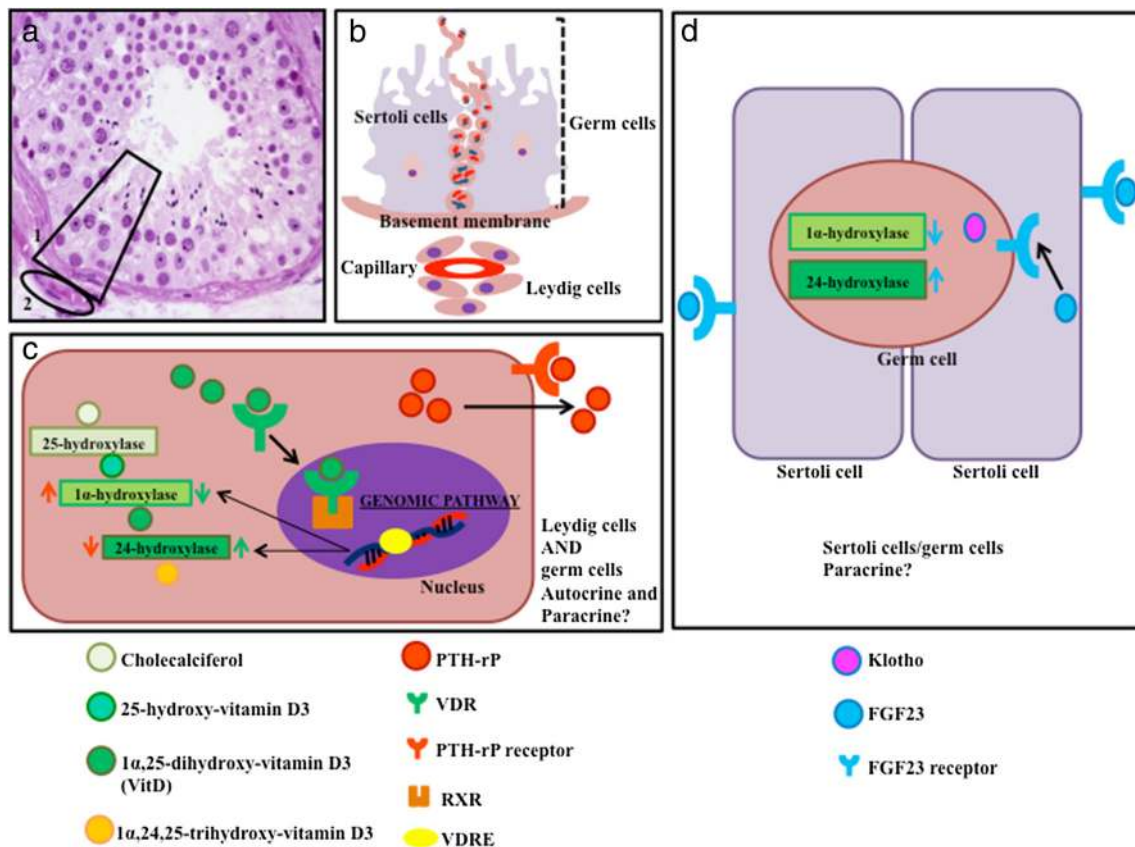 a
1
2
b
Sertoli cells
Germ cells
Basement membrane
Capillary
Leydig cells
c
25-hydroxylase
1α-hydroxylase
24-hydroxylase
GENOMIC PATHWAY
Nucleus
Leydig cells
AND
germ cells
Autocrine and
Paracrine?
d
1α-hydroxylase
24-hydroxylase
Germ cell
Sertoli cell
Sertoli cell
Sertoli cells/germ cells
Paracrine?
Cholecalciferol
25-hydroxy-vitamin D3
1α,25-dihydroxy-vitamin D3
(VitD)
1α,24,25-trihydroxy-vitamin D3
PTH-rP
VDR
PTH-rP receptor
RXR
VDRE
Klotho
FGF23
FGF23 receptor